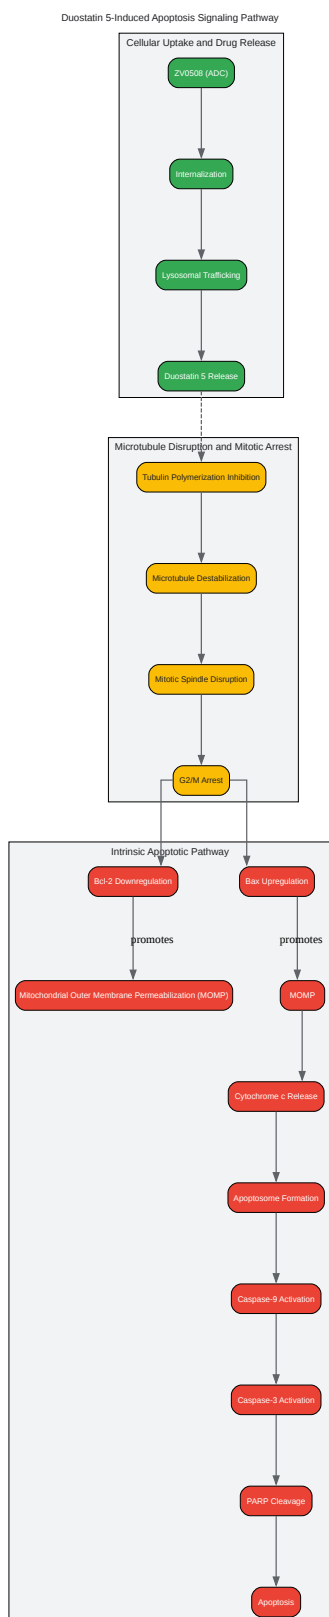 Duostatin 5-Induced Apoptosis Signaling Pathway
Cellular Uptake and Drug Release
ZV0508 (ADC)
Internalization
Lysosomal Trafficking
Duostatin 5 Release
Microtubule Disruption and Mitotic Arrest
Tubulin Polymerization Inhibition
Microtubule Destabilization
Mitotic Spindle Disruption
G2/M Arrest
Intrinsic Apoptotic Pathway
Bcl-2 Downregulation
Bax Upregulation
promotes
promotes
Mitochondrial Outer Membrane Permeabilization (MOMP)
MOMP
Cytochrome c Release
Apoptosome Formation
Caspase-9 Activation
Caspase-3 Activation
PARP Cleavage
Apoptosis